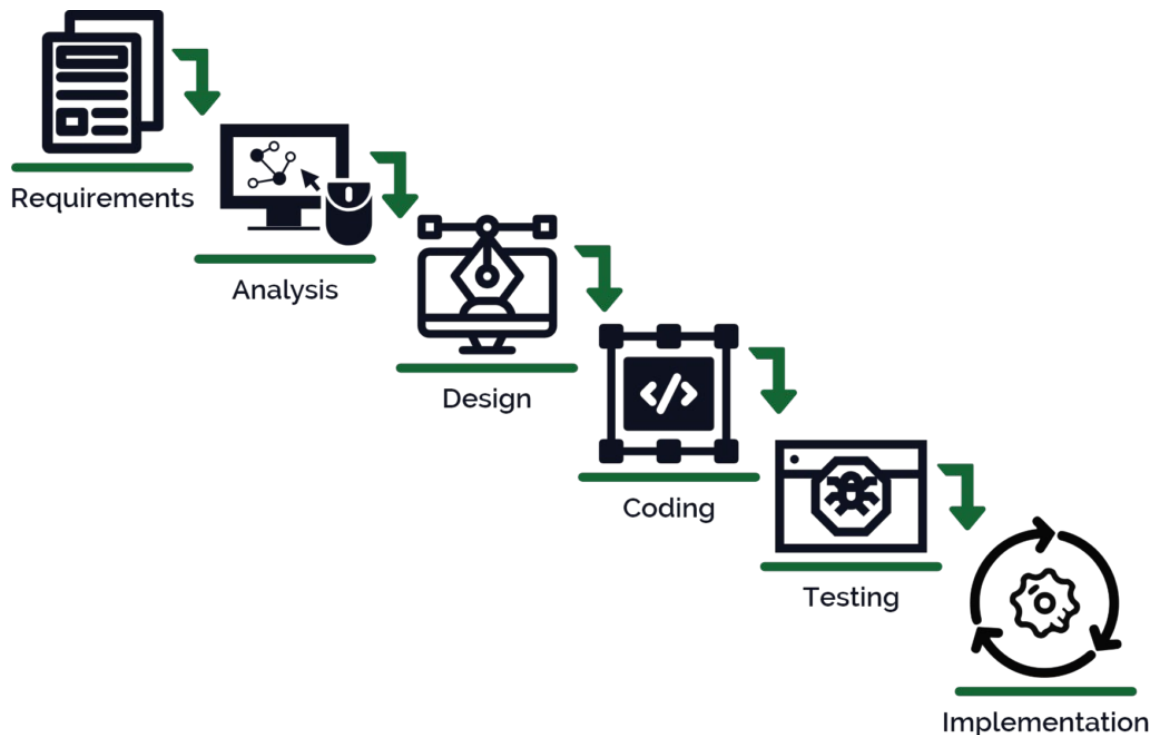 Requirements
Analysis
Design
</>
Coding
Testing
Implementation